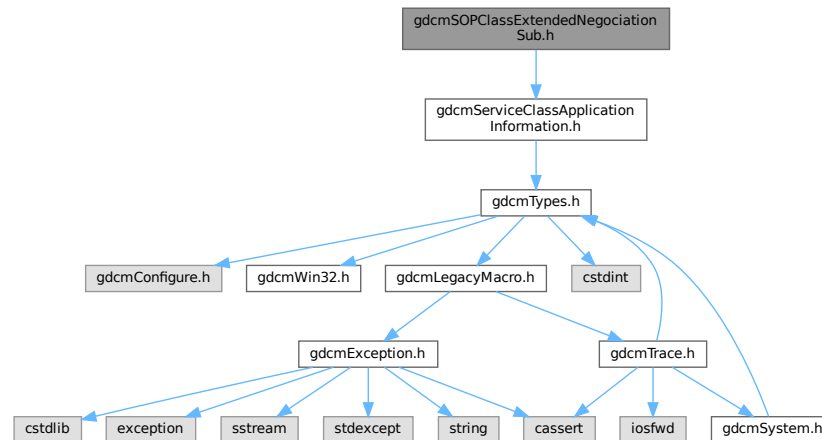 gdcmSOPClassExtendedNegociation
Sub.h
gdcmServiceClassApplication
Information.h
gdcmTypes.h
gdcmConfigure.h
gdcmWin32.h
gdcmLegacyMacro.h
cstdint
gdcmException.h
gdcmTrace.h
cstdlib
exception
sstream
stdexcept
string
cassert
iosfwd
gdcmSystem.h